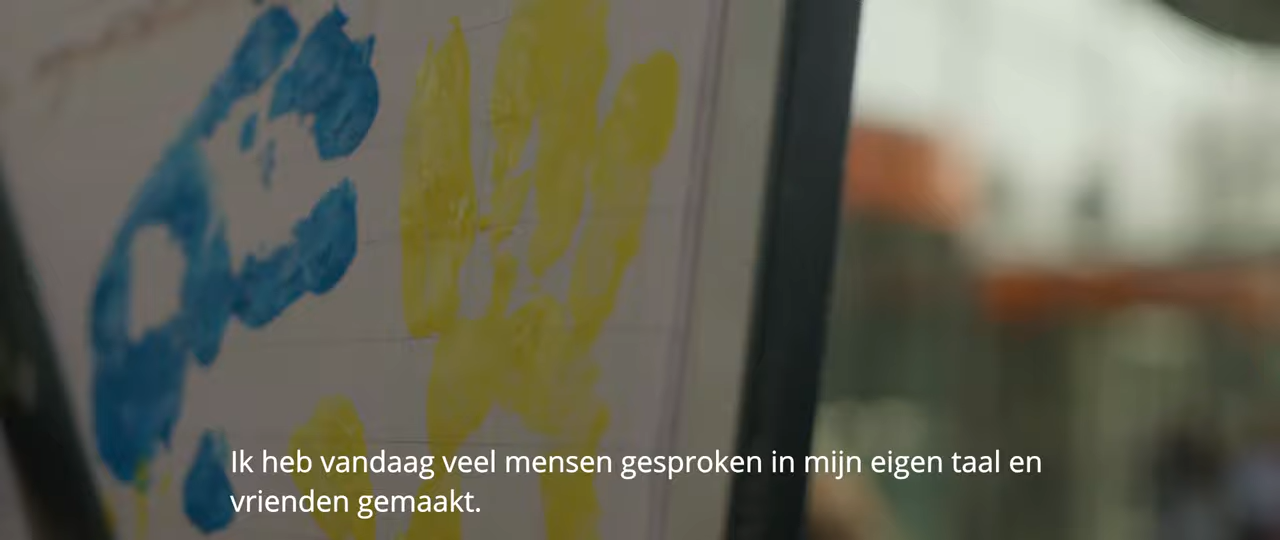 Ik heb vandaag veel mensen gesproken in mijn eigen taal en
vrienden gemaakt.